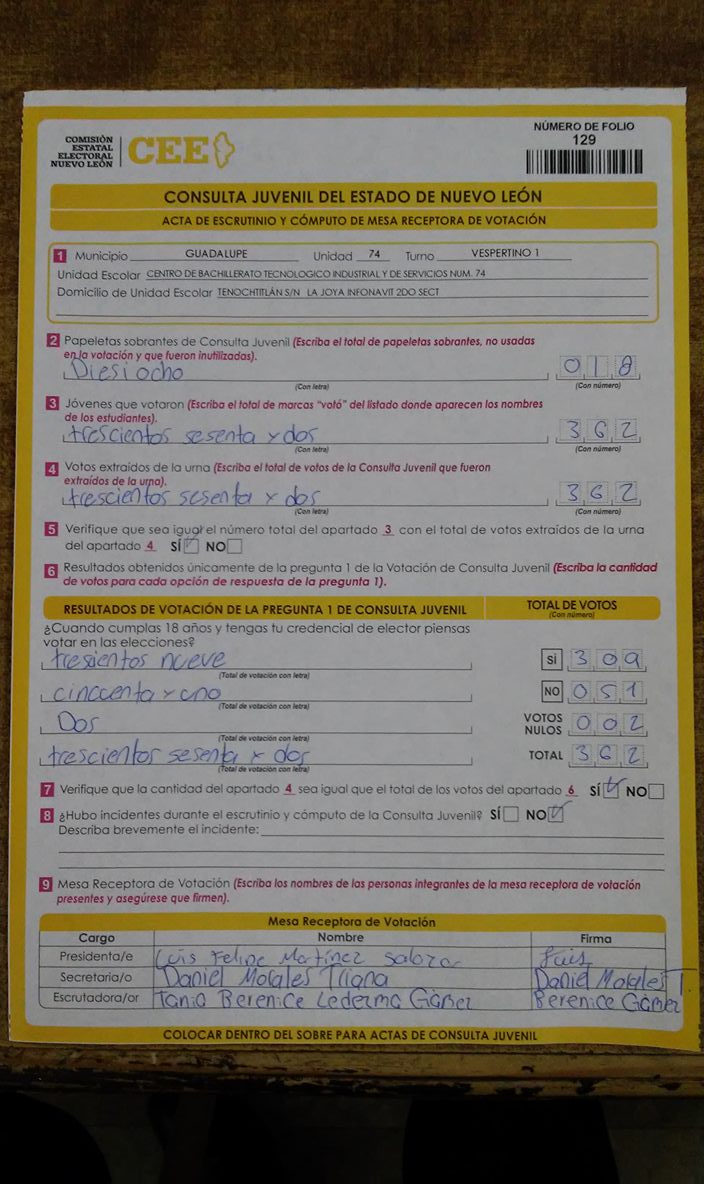 COMISIÓN
ESTATAL
ELECTORAL
NUEVO LEÓN
CEE
NÚMERO DE FOLIO
129
CONSULTA JUVENIL DEL ESTADO DE NUEVO LEÓN
ACTA DE ESCRUTINIO Y CÓMPUTO DE MESA RECEPTORA DE VOTACIÓN
1 Municipio GUADALUPE Unidad 74 Turno VESPERTINO 1
Unidad Escolar CENTRO DE BACHILLERATO TECNOLOGICO INDUSTRIAL Y DE SERVICIOS NUM. 74
Domicilio de Unidad Escolar TENOCHTITLÁN S/N LA JOYA INFONAVIT 2DO SECT
2 Papeletas sobrantes de Consulta Juvenil (Escriba el total de papeletas sobrantes, no usadas
en la votación y que fueron inutilizadas).
Diesi ocho 018
(Con letra) (Con número)
3 Jóvenes que votaron (Escriba el total de marcas "votó" del listado donde aparecen los nombres
de los estudiantes).
trescientos sesenta y dos 362
(Con letra) (Con número)
4 Votos extraídos de la urna (Escriba el total de votos de la Consulta Juvenil que fueron
extraídos de la urna).
trescientos sesenta y dos 362
(Con letra) (Con número)
5 Verifique que sea igual el número total del apartado 3 con el total de votos extraídos de la urna
del apartado 4 SÍ NO
6 Resultados obtenidos únicamente de la pregunta 1 de la Votación de Consulta Juvenil (Escriba la cantidad
de votos para cada opción de respuesta de la pregunta 1).
RESULTADOS DE VOTACIÓN DE LA PREGUNTA 1 DE CONSULTA JUVENIL TOTAL DE VOTOS
(Con número)
¿Cuando cumplas 18 años y tengas tu credencial de elector piensas
votar en las elecciones?
tresientos nueve SÍ 309
(Total de votación con letra)
cinccenta y uno NO 051
(Total de votación con letra)
Dos VOTOS NULOS 002
(Total de votación con letra)
trescientos sesenta y dos TOTAL 362
(Total de votación con letra)
7 Verifique que la cantidad del apartado 4 sea igual que el total de los votos del apartado 6 SÍ NO
8 ¿Hubo incidentes durante el escrutinio y cómputo de la Consulta Juvenil? SÍ NO
Describa brevemente el incidente:
9 Mesa Receptora de Votación (Escriba los nombres de las personas integrantes de la mesa receptora de votación
presentes y asegúrese que firmen).
Mesa Receptora de Votación
Cargo Nombre Firma
Presidenta/e Luis Felipe Martínez Salazar Luis
Secretaria/o Daniel Morales Triana Daniel Morales T.
Escrutadora/or Tania Berenice Ledezma Gámez Berenice Gámez
COLOCAR DENTRO DEL SOBRE PARA ACTAS DE CONSULTA JUVENIL